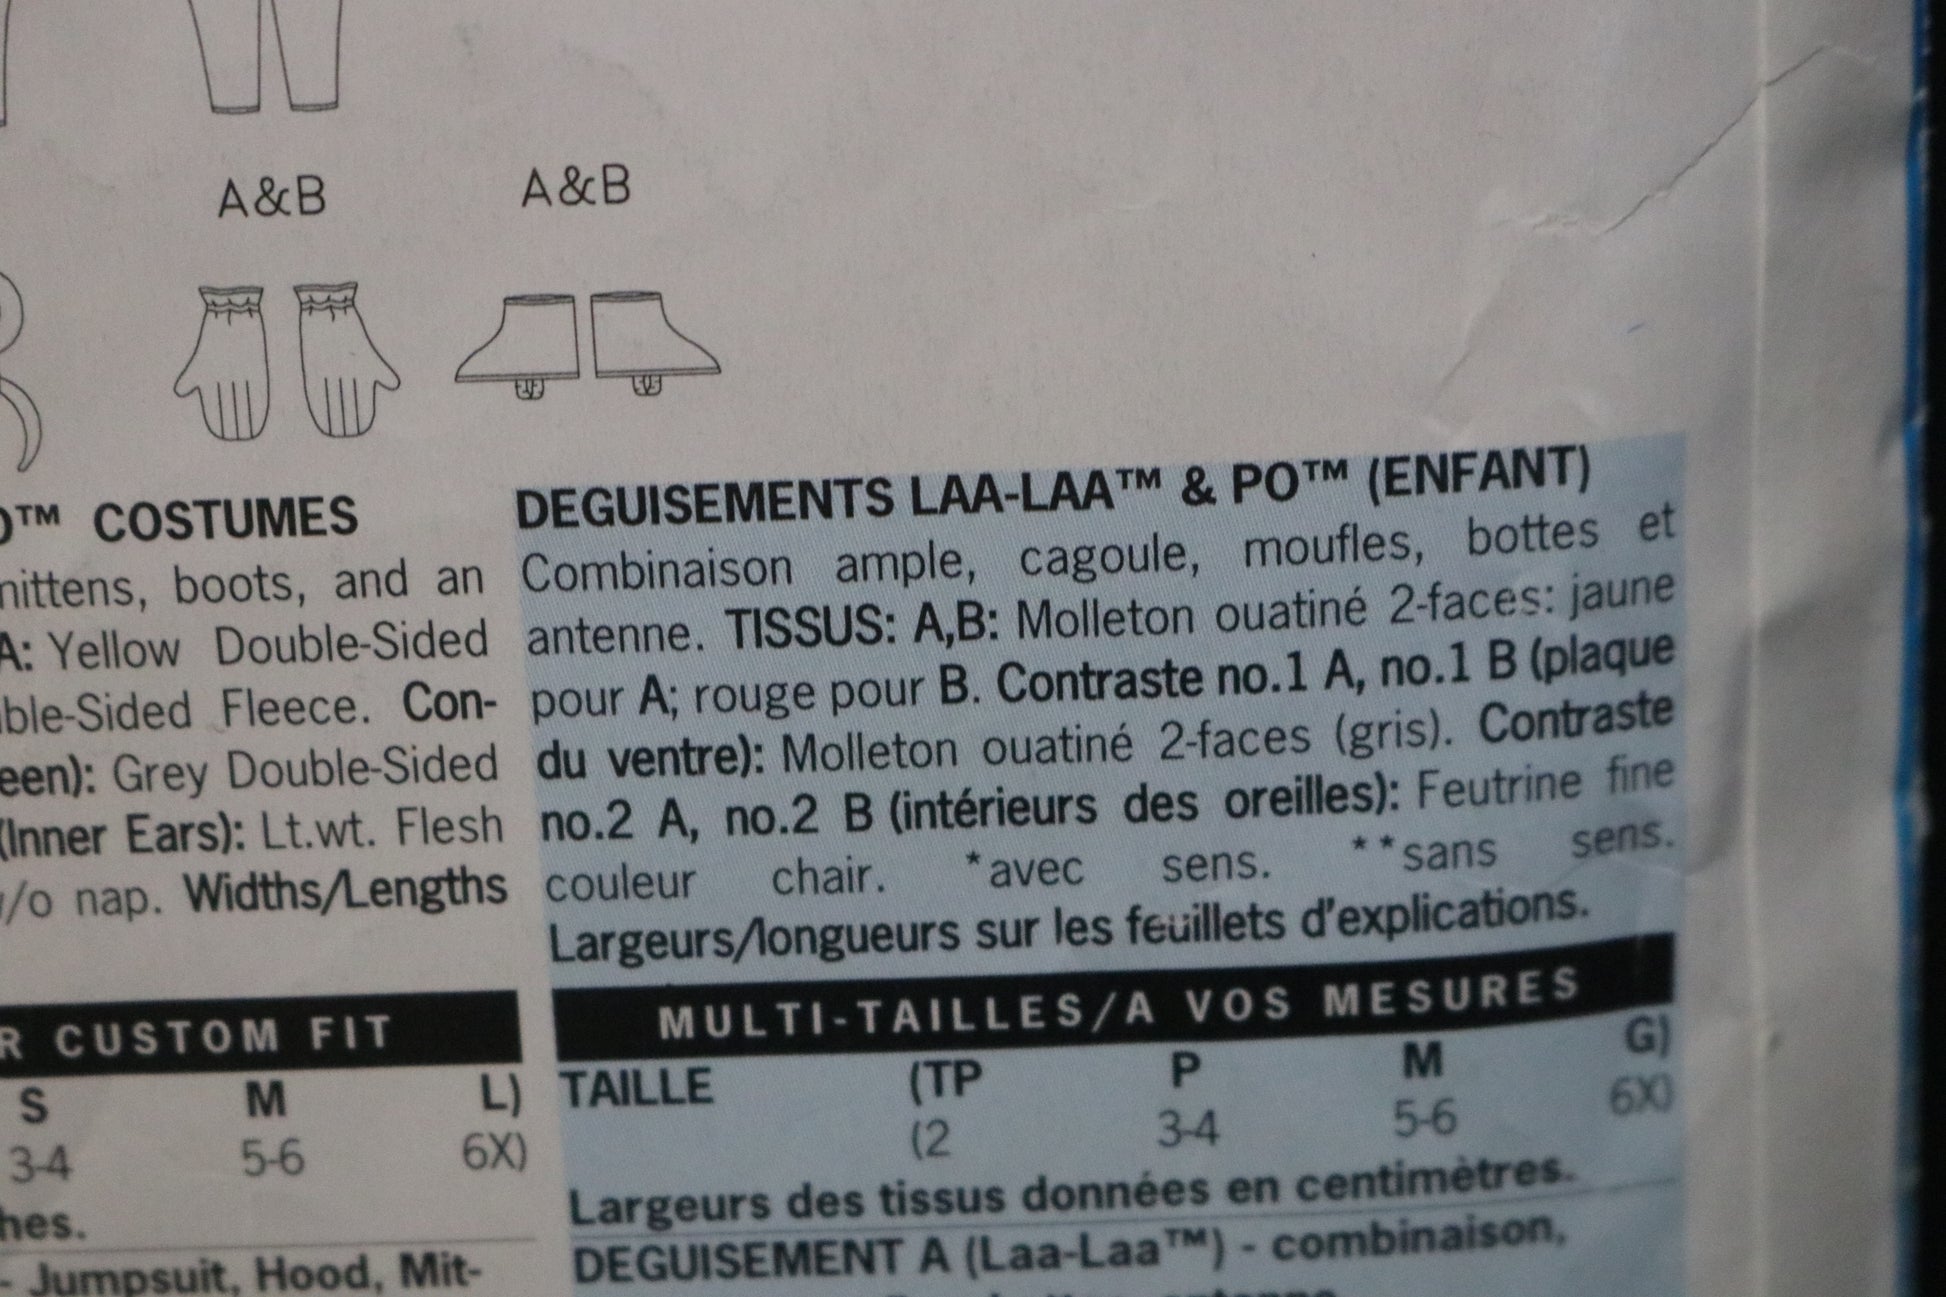 A&B
A&B
™ COSTUMES
mittens, boots, and an
A: Yellow Double-Sided
ble-Sided Fleece. Con-
een): Grey Double-Sided
(Inner Ears): Lt.wt. Flesh
w/o nap. Widths/Lengths
R CUSTOM FIT
S M L)
3-4 5-6 6X)
hes.
- Jumpsuit, Hood, Mit-
DEGUISEMENTS LAA-LAA™ & PO™ (ENFANT)
Combinaison ample, cagoule, moufles, bottes et
antenne. TISSUS: A,B: Molleton ouatiné 2-faces: jaune
pour A; rouge pour B. Contraste no.1 A, no.1 B (plaque
du ventre): Molleton ouatiné 2-faces (gris). Contraste
no.2 A, no.2 B (intérieurs des oreilles): Feutrine fine
couleur chair. *avec sens. **sans sens.
Largeurs/longueurs sur les feuillets d'explications.
MULTI-TAILLES/A VOS MESURES
TAILLE (TP P M G)
(2 3-4 5-6 6X)
Largeurs des tissus données en centimètres.
DEGUISEMENT A (Laa-Laa™) - combinaison,